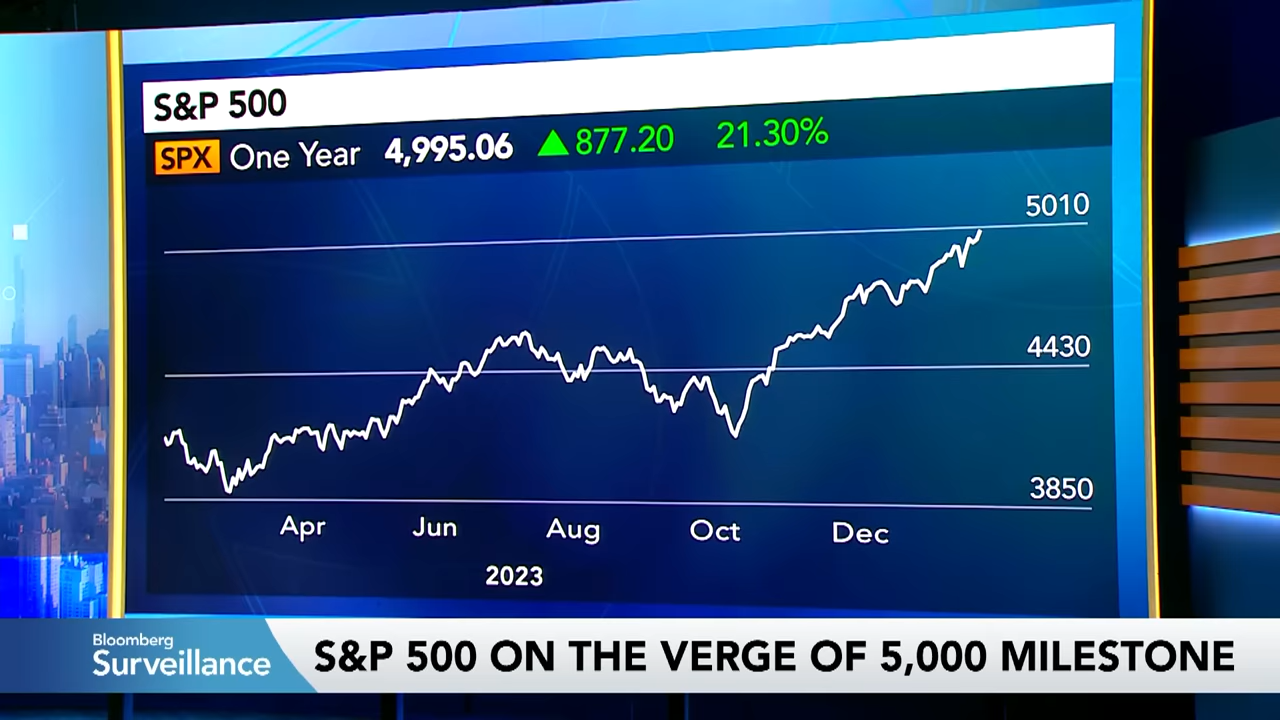 S&P 500
SPX One Year 4,995.06 ▲877.20 21.30%
5010
4430
3850
Apr Jun Aug Oct Dec
2023
Bloomberg
Surveillance
S&P 500 ON THE VERGE OF 5,000 MILESTONE